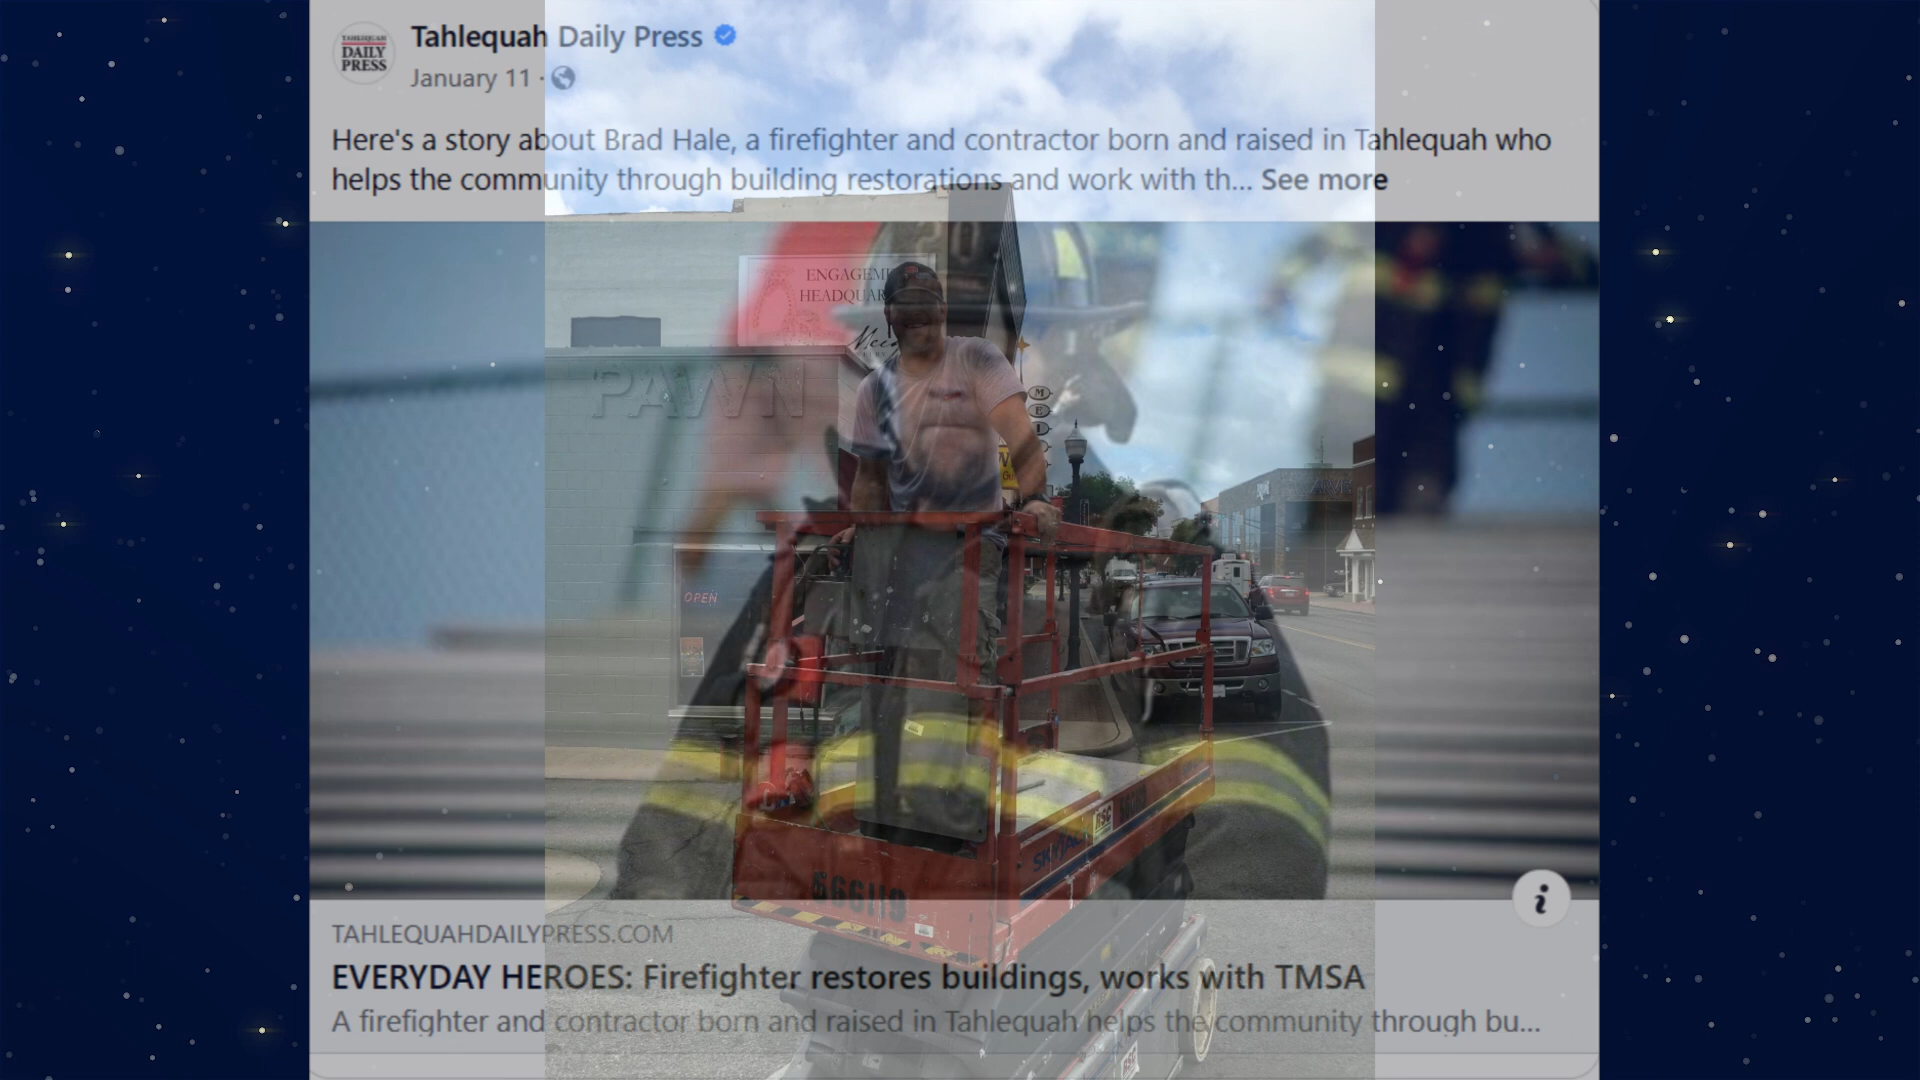 TAHLEQUAH
DAILY
PRESS
Tahlequah Daily Press
January 11 ·
Here's a story about Brad Hale, a firefighter and contractor born and raised in Tahlequah who
helps the community through building restorations and work with th... See more
ENGAGEM
HEADQUAR
PAWN
M
E
I
OPEN
SKYJAC
566119
i
TAHLEQUAHDAILYPRESS.COM
EVERYDAY HEROES: Firefighter restores buildings, works with TMSA
A firefighter and contractor born and raised in Tahlequah helps the community through bu...